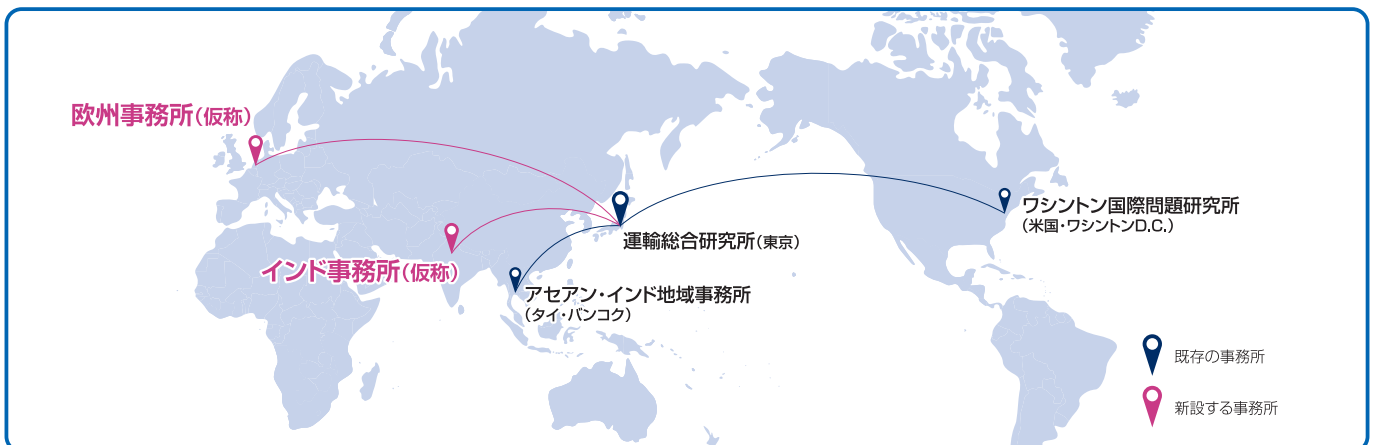 欧州事務所(仮称)
インド事務所(仮称)
運輸総合研究所(東京)
アセアン・インド地域事務所
(タイ・バンコク)
ワシントン国際問題研究所
(米国・ワシントンD.C.)
既存の事務所
新設する事務所